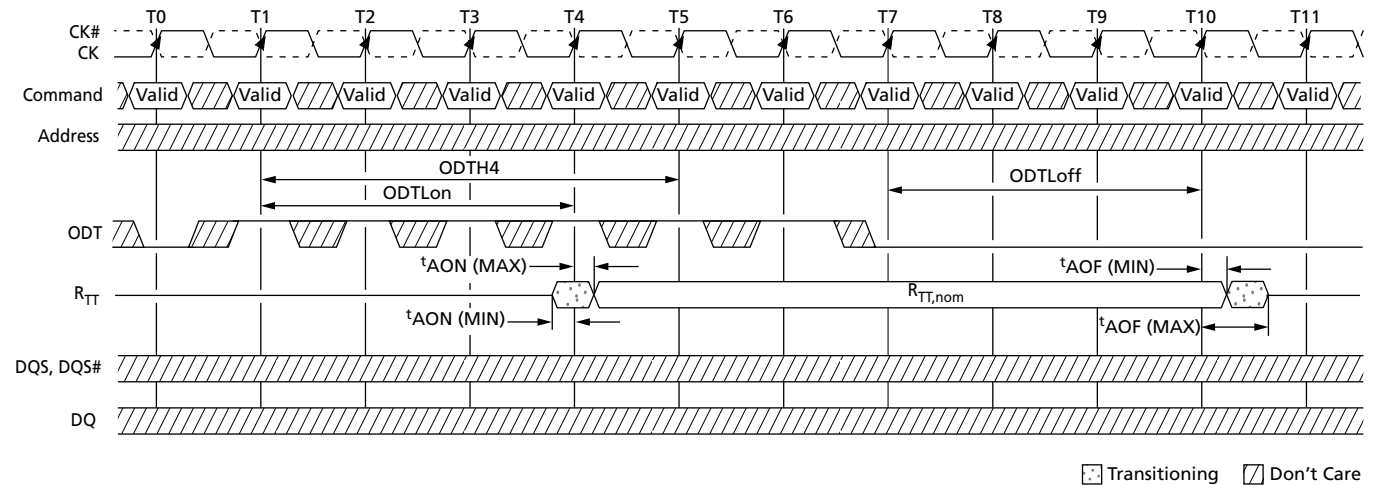 T0 T1 T2 T3 T4 T5 T6 T7 T8 T9 T10 T11
CK#
CK
Command Valid Valid Valid Valid Valid Valid Valid Valid Valid Valid Valid Valid
Address
ODTH4
ODTLoff
ODTLon
ODT
tAON (MAX) tAOF (MIN)
RTT RTT,nom
tAON (MIN) tAOF (MAX)
DQS, DQS#
DQ
Transitioning Don't Care